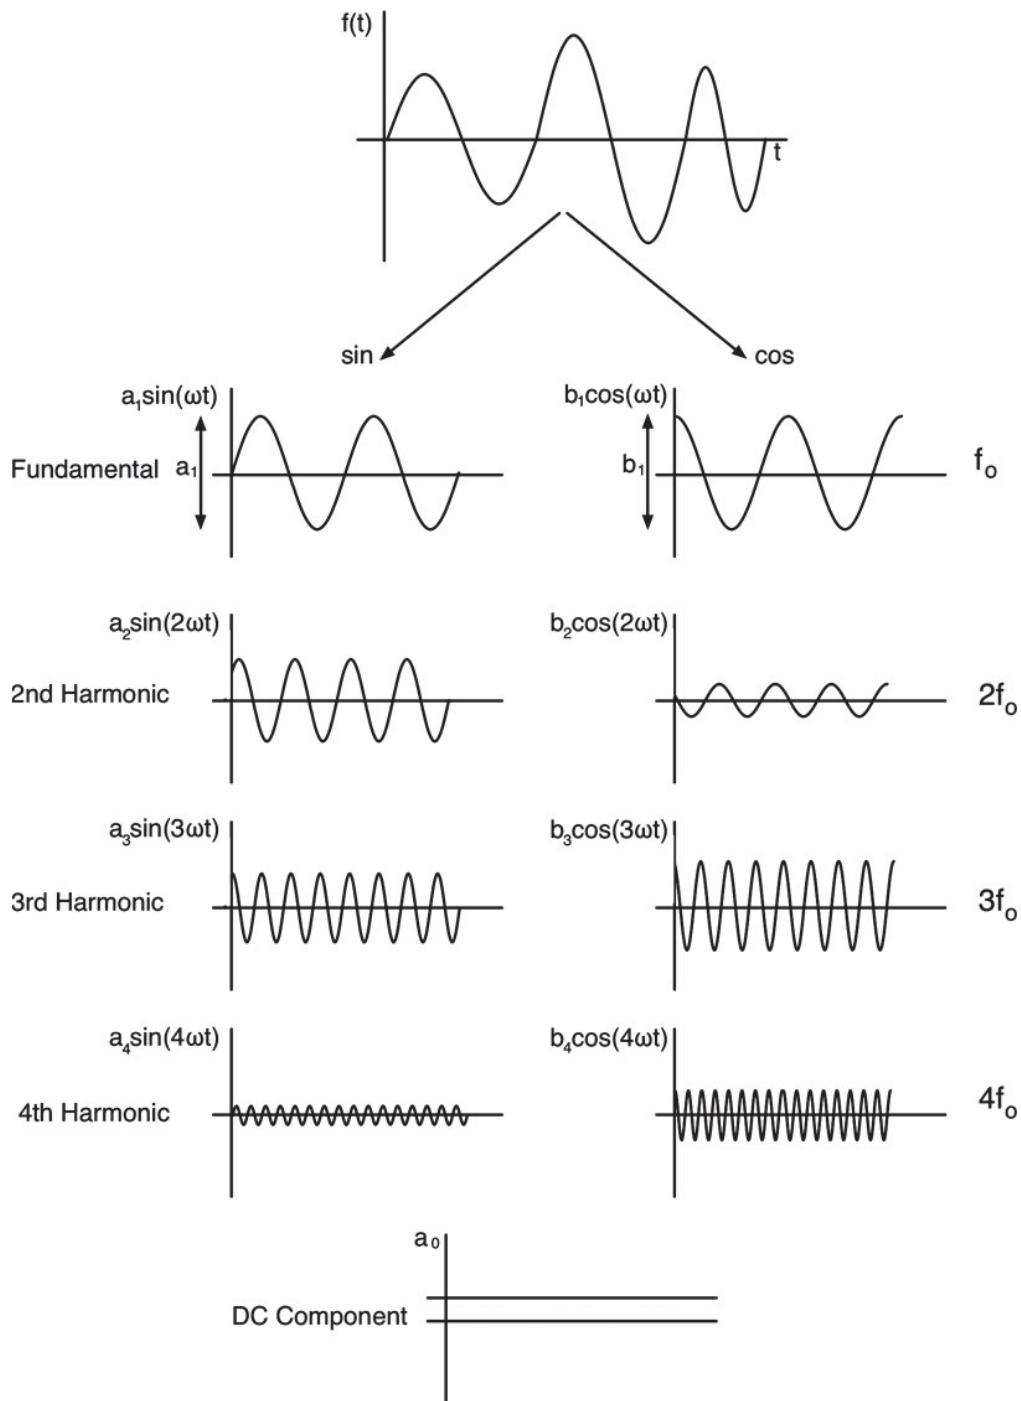 f(t)
t
sin
cos
a₁sin(ωt)
b₁cos(ωt)
Fundamental
a₁
b₁
fₒ
a₂sin(2ωt)
b₂cos(2ωt)
2nd Harmonic
2fₒ
a₃sin(3ωt)
b₃cos(3ωt)
3rd Harmonic
3fₒ
a₄sin(4ωt)
b₄cos(4ωt)
4th Harmonic
4fₒ
a₀
DC Component